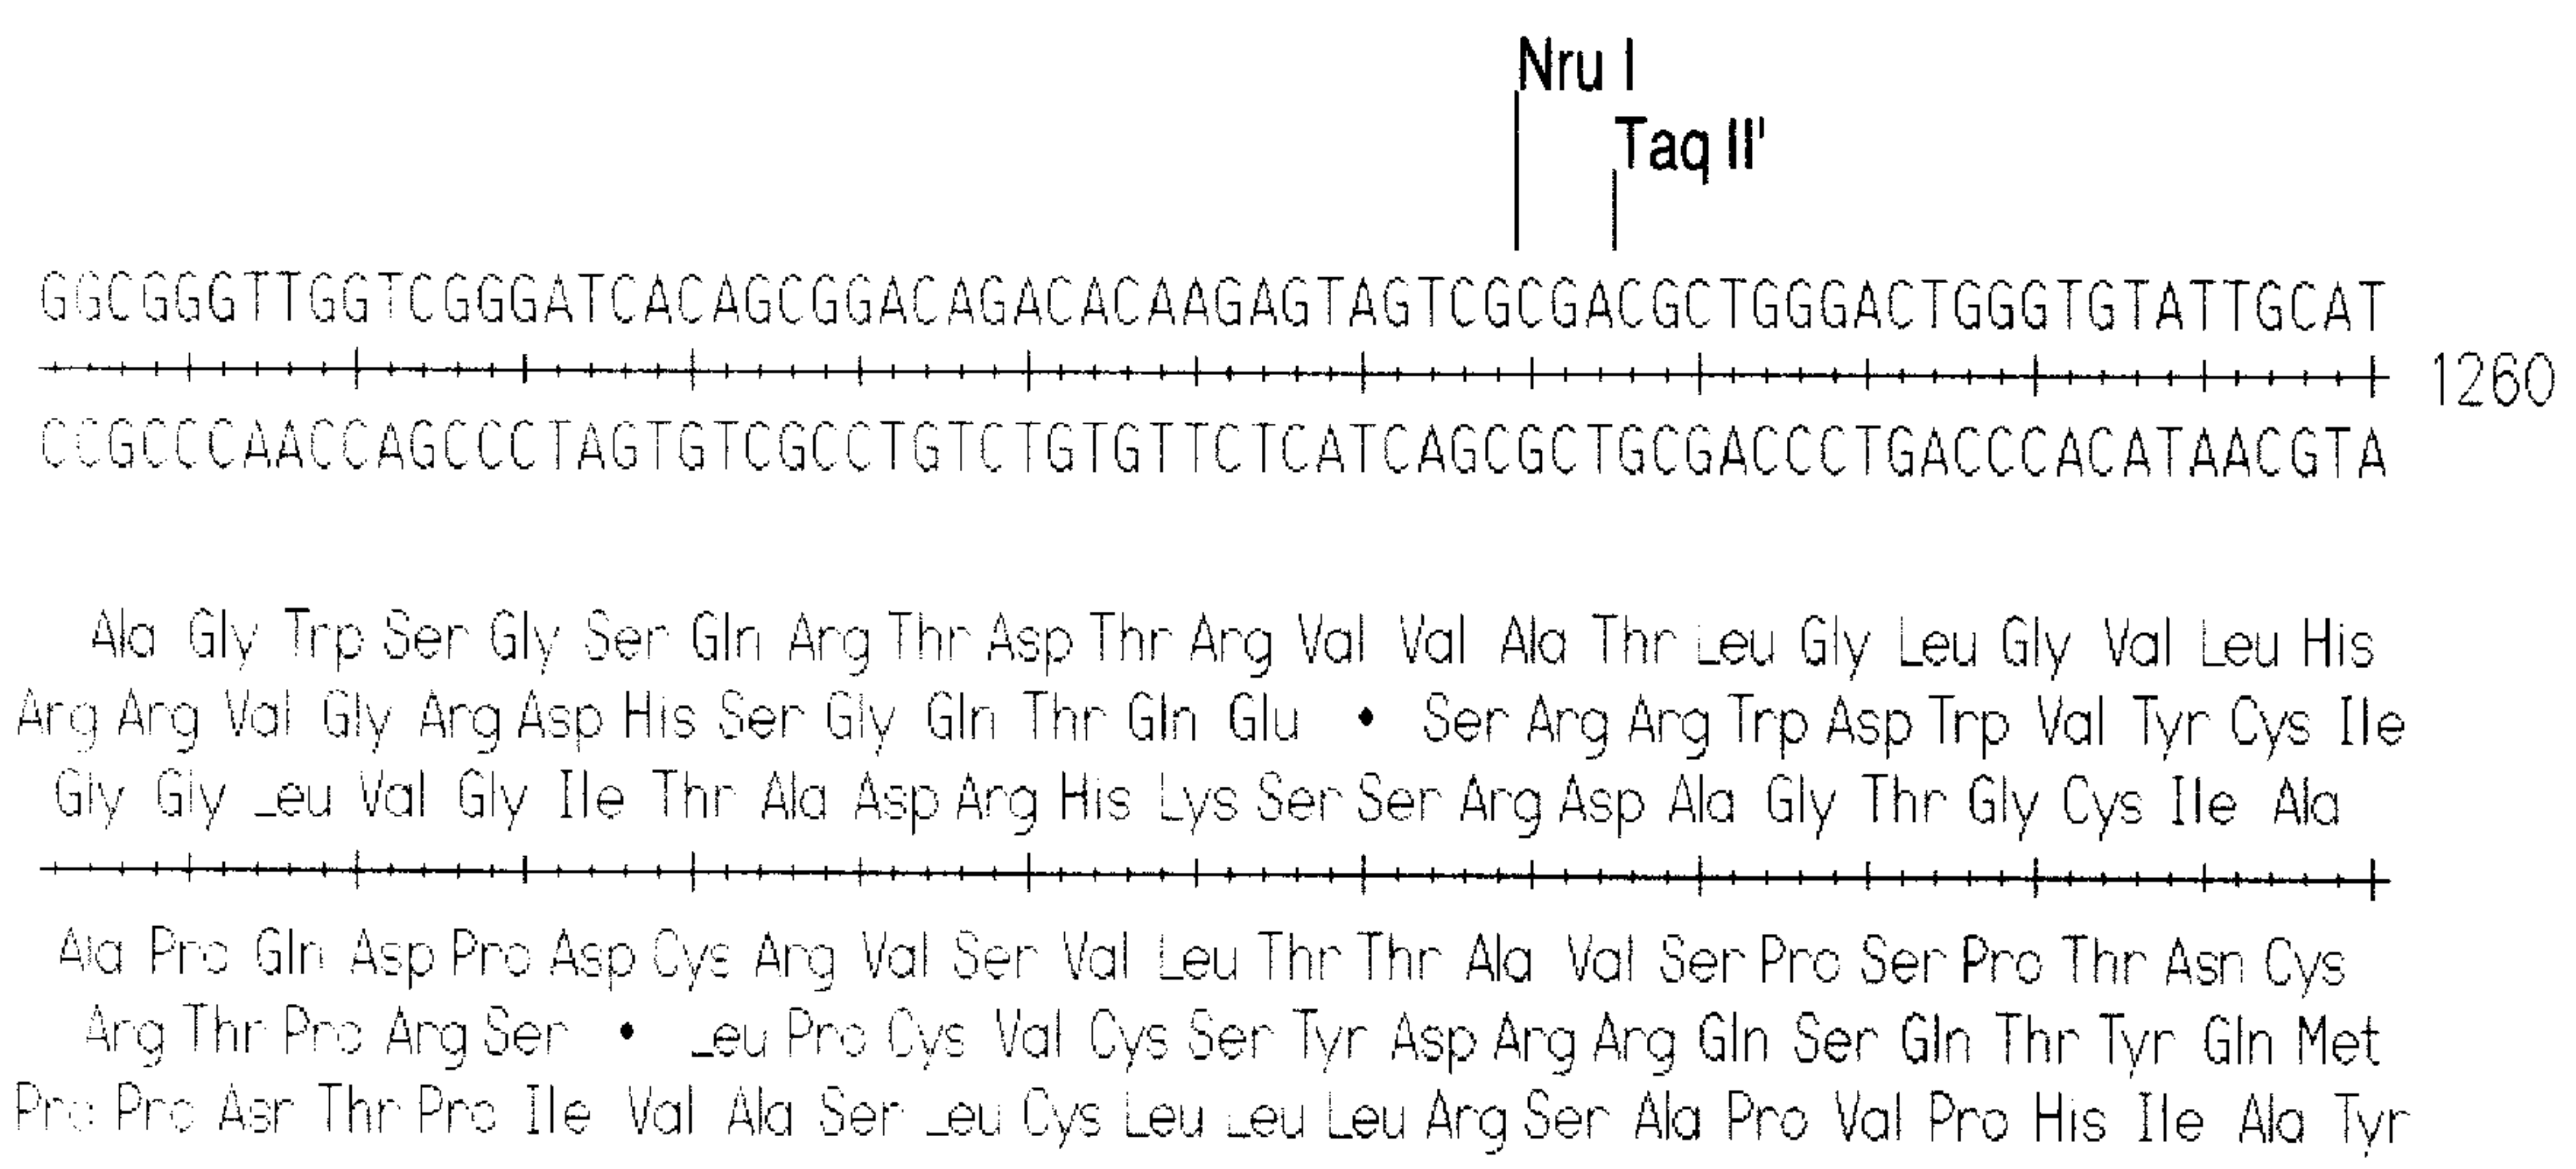 Nru I
Taq II'
GGCGGGTTGGTCGGGATCACAGCGGACAGACACAAGAGTAGTCGCGACGCTGGGACTGGGTGTATTGCAT
1260
CCGCCCAACCAGCCCTAGTGTCGCCTGTCTGTGTTCTCATCAGCGCTGCGACCCTGACCCACATAACGTA
Ala Gly Trp Ser Gly Ser Gln Arg Thr Asp Thr Arg Val Val Ala Thr Leu Gly Leu Gly Val Leu His
Arg Arg Val Gly Arg Asp His Ser Gly Gln Thr Gln Glu • Ser Arg Arg Trp Asp Trp Val Tyr Cys Ile
Gly Gly Leu Val Gly Ile Thr Ala Asp Arg His Lys Ser Ser Arg Asp Ala Gly Thr Gly Cys Ile Ala
Ala Pro Gln Asp Pro Asp Cys Arg Val Ser Val Leu Thr Thr Ala Val Ser Pro Ser Pro Thr Asn Cys
Arg Thr Pro Arg Ser • Leu Pro Cys Val Cys Ser Tyr Asp Arg Arg Gln Ser Gln Thr Tyr Gln Met
Pro Pro Asn Thr Pro Ile Val Ala Ser Leu Cys Leu Leu Leu Arg Ser Ala Pro Val Pro His Ile Ala Tyr